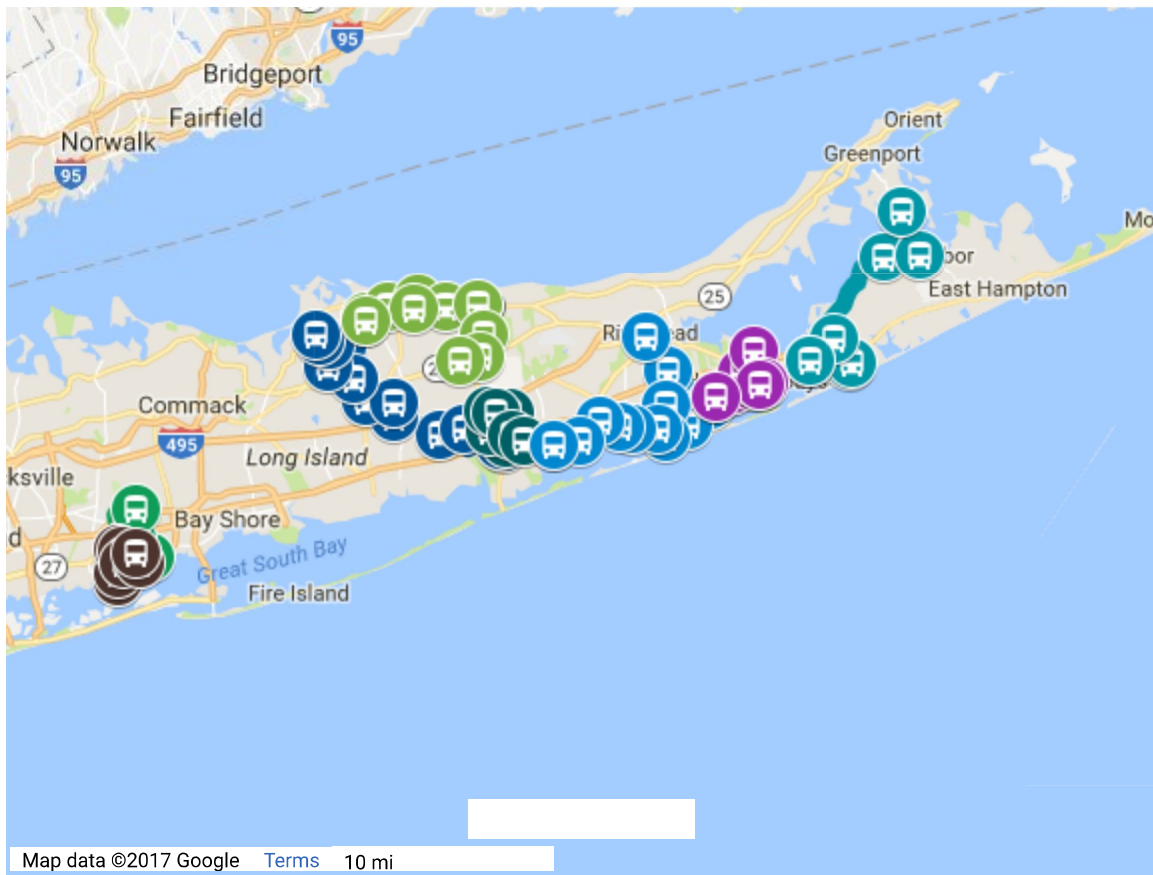 95
Bridgeport
Fairfield
Norwalk
95
Orient
Greenport
Mo
bor
East Hampton
25
Ri
ead
2
Commack
495
Long Island
ksville
Bay Shore
d
27
Great South Bay
Fire Island
Map data ©2017 Google Terms 10 mi